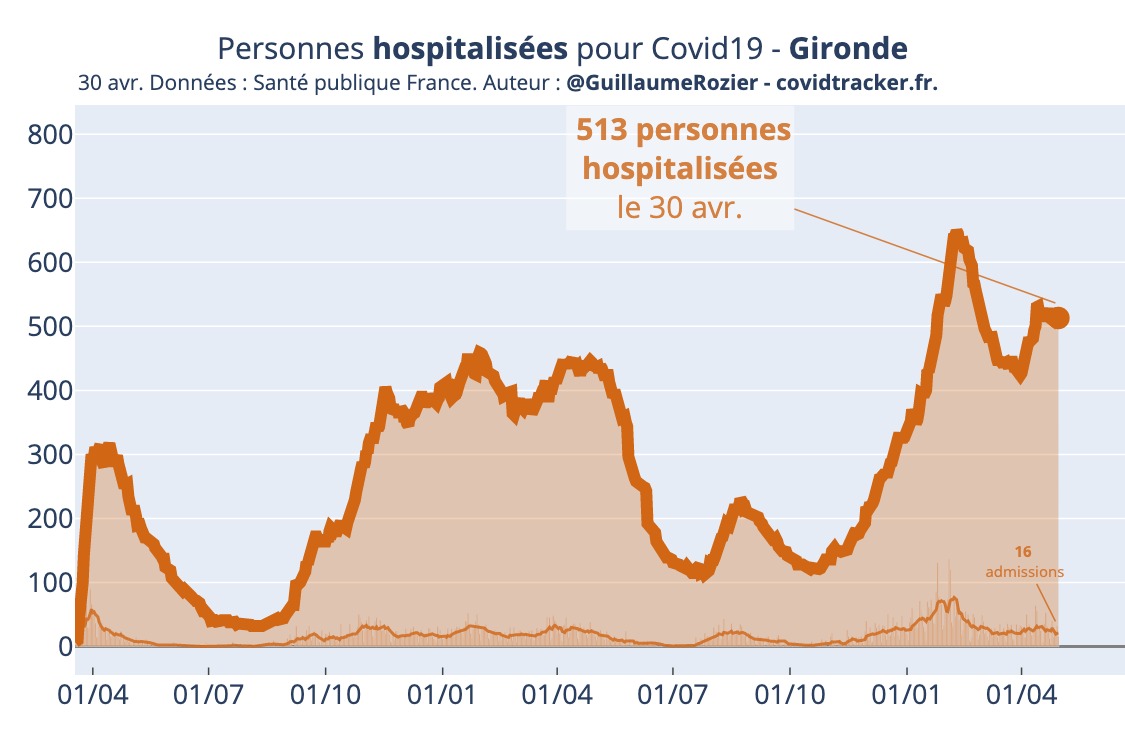 Personnes hospitalisées pour Covid19 - Gironde
30 avr. Données : Santé publique France. Auteur : @GuillaumeRozier - covidtracker.fr.
513 personnes
hospitalisées
le 30 avr.
800
700
600
500
400
300
200
100
0
16
admissions
01/04 01/07 01/10 01/01 01/04 01/07 01/10 01/01 01/04